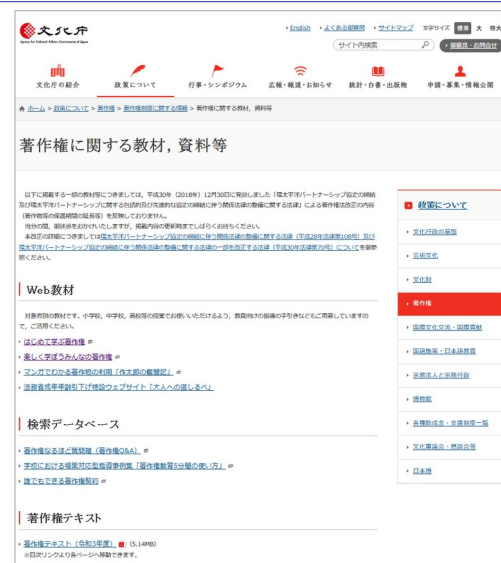 English よくある御質問 サイトマップ 文字サイズ 標準 大 特大
文化庁
Agency for Cultural Affairs, Government of Japan
サイト内検索
御意見・お問合せ
文化庁の紹介 政策について 行事・シンポジウム 広報・報道・お知らせ 統計・白書・出版物 申請・募集・情報公開
ホーム > 政策について > 著作権 > 著作権制度に関する情報 > 著作権に関する教材，資料等
著作権に関する教材，資料等
以下に掲載する一部の教材等につきましては，平成30年（2018年）12月30日に発効しました「環太平洋パートナーシップ協定の締結
及び環太平洋パートナーシップに関する包括的及び先進的な協定の締結に伴う関係法律の整備に関する法律」による著作権法改正の内容
（著作物等の保護期間の延長等）を反映しておりません。
当分の間，御迷惑をおかけいたしますが，掲載内容の更新時までしばらくお待ちください。
本改正の詳細につきましては環太平洋パートナーシップ協定の締結に伴う関係法律の整備に関する法律（平成28年法律第108号）及び
環太平洋パートナーシップ協定の締結に伴う関係法律の整備に関する法律の一部を改正する法律（平成30年法律第70号）についてを御参
照ください。
Web教材
対象教別の教材です。小学校，中学校，高校等の授業でお使いいただけるよう，教員向けの指導の手引きなどもご用意していますの
で，ご活用ください。
はじめて学ぶ著作権
楽しく学ぼうみんなの著作権
マンガでわかる著作物の利用「作太郎の奮闘記」
法務省成年年齢引下げ特設ウェブサイト「大人への道しるべ」
検索データベース
著作権なるほど質問箱（著作権Q&A）
学校における場面対応型指導事例集「著作権教育5分間の使い方」
誰でもできる著作権契約
著作権テキスト
著作権テキスト（令和3年度） (5.14MB)
※目次リンクより各ページへ移動できます。
政策について
文化行政の基盤
芸術文化
文化財
著作権
国際文化交流・国際貢献
国語施策・日本語教育
宗教法人と宗務行政
博物館
各種助成金・支援制度一覧
文化審議会・懇談会等
日本博